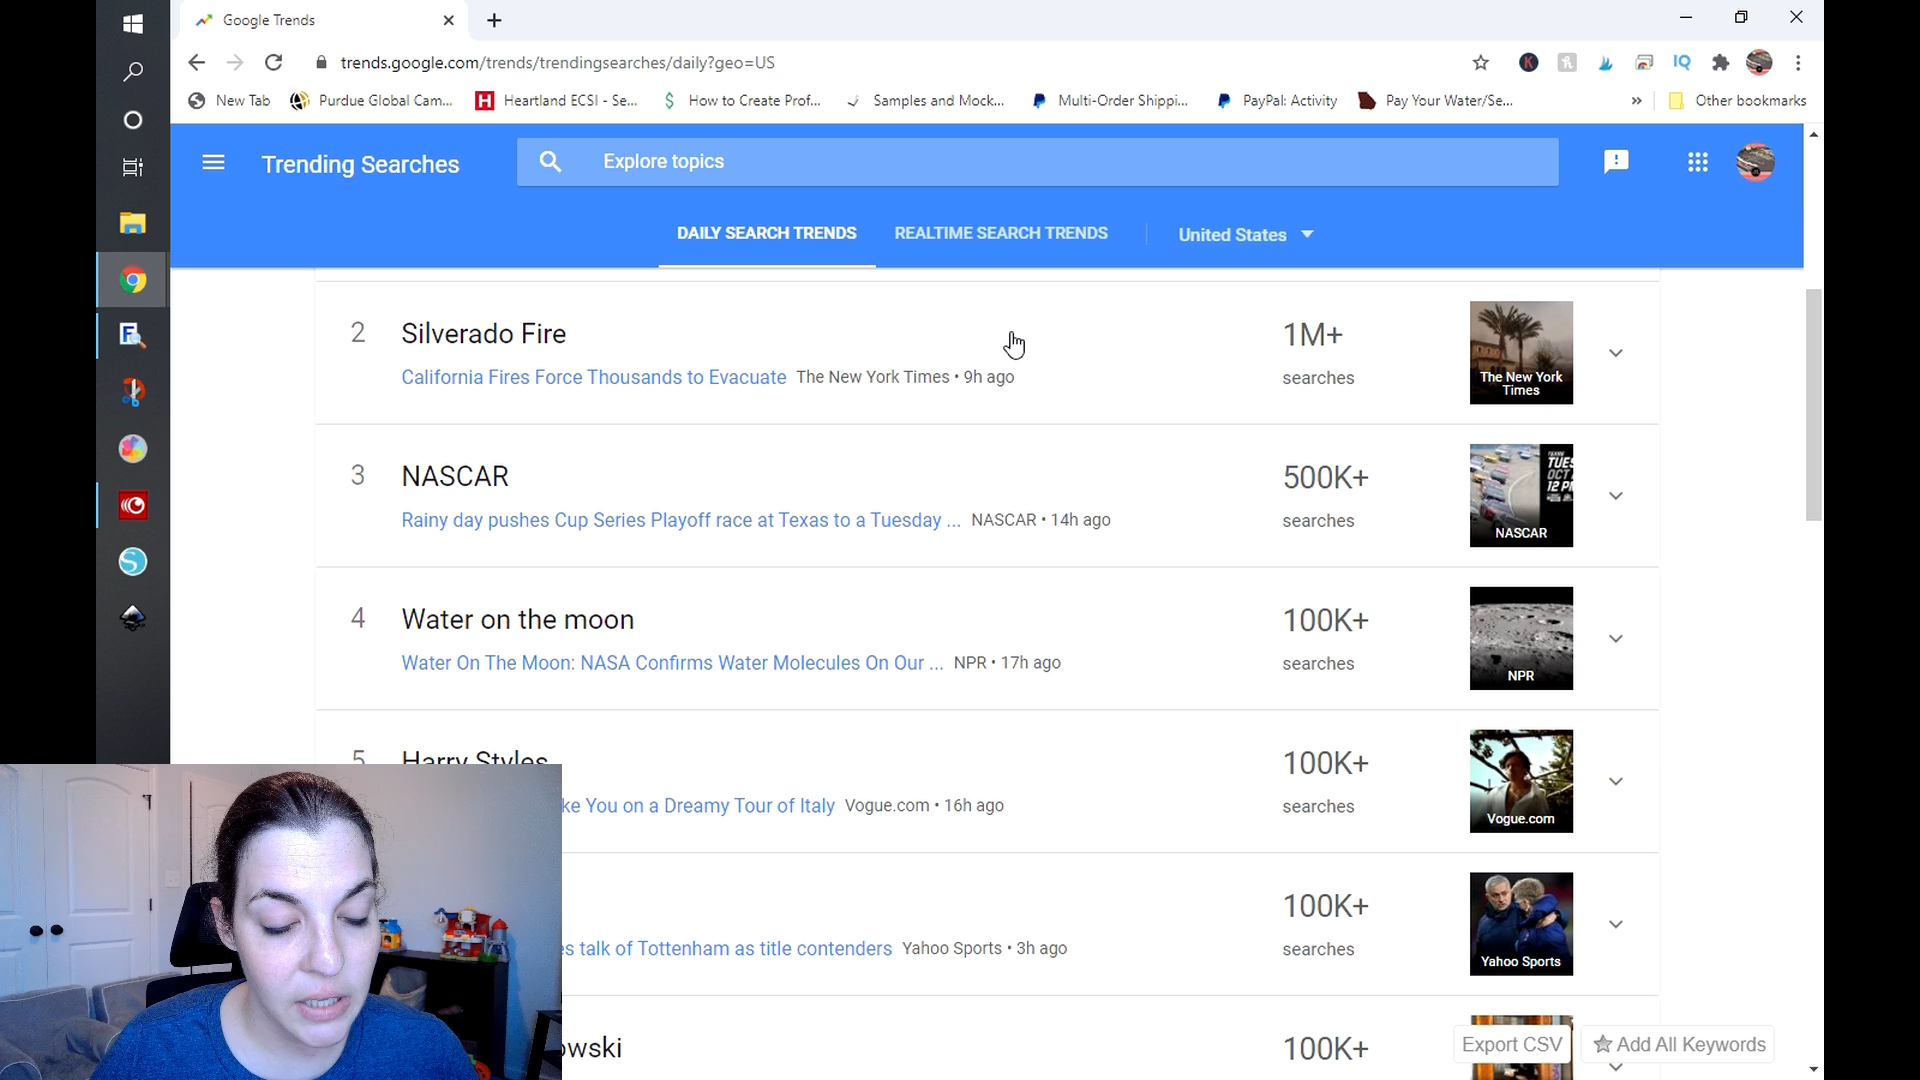 Google Trends
trends.google.com/trends/trendingsearches/daily?geo=US
New Tab Purdue Global Cam... Heartland ECSI - Se... How to Create Prof... Samples and Mock... Multi-Order Shippi... PayPal: Activity Pay Your Water/Se... » Other bookmarks
Trending Searches Explore topics
DAILY SEARCH TRENDS REALTIME SEARCH TRENDS United States
2 Silverado Fire 1M+
California Fires Force Thousands to Evacuate The New York Times • 9h ago searches
The New York
Times
3 NASCAR 500K+
Rainy day pushes Cup Series Playoff race at Texas to a Tuesday ... NASCAR • 14h ago searches
NASCAR
4 Water on the moon 100K+
Water On The Moon: NASA Confirms Water Molecules On Our ... NPR • 17h ago searches
NPR
5 Harry Styles 100K+
ke You on a Dreamy Tour of Italy Vogue.com • 16h ago searches
Vogue.com
100K+
es talk of Tottenham as title contenders Yahoo Sports • 3h ago searches
Yahoo Sports
owski 100K+
Export CSV Add All Keywords